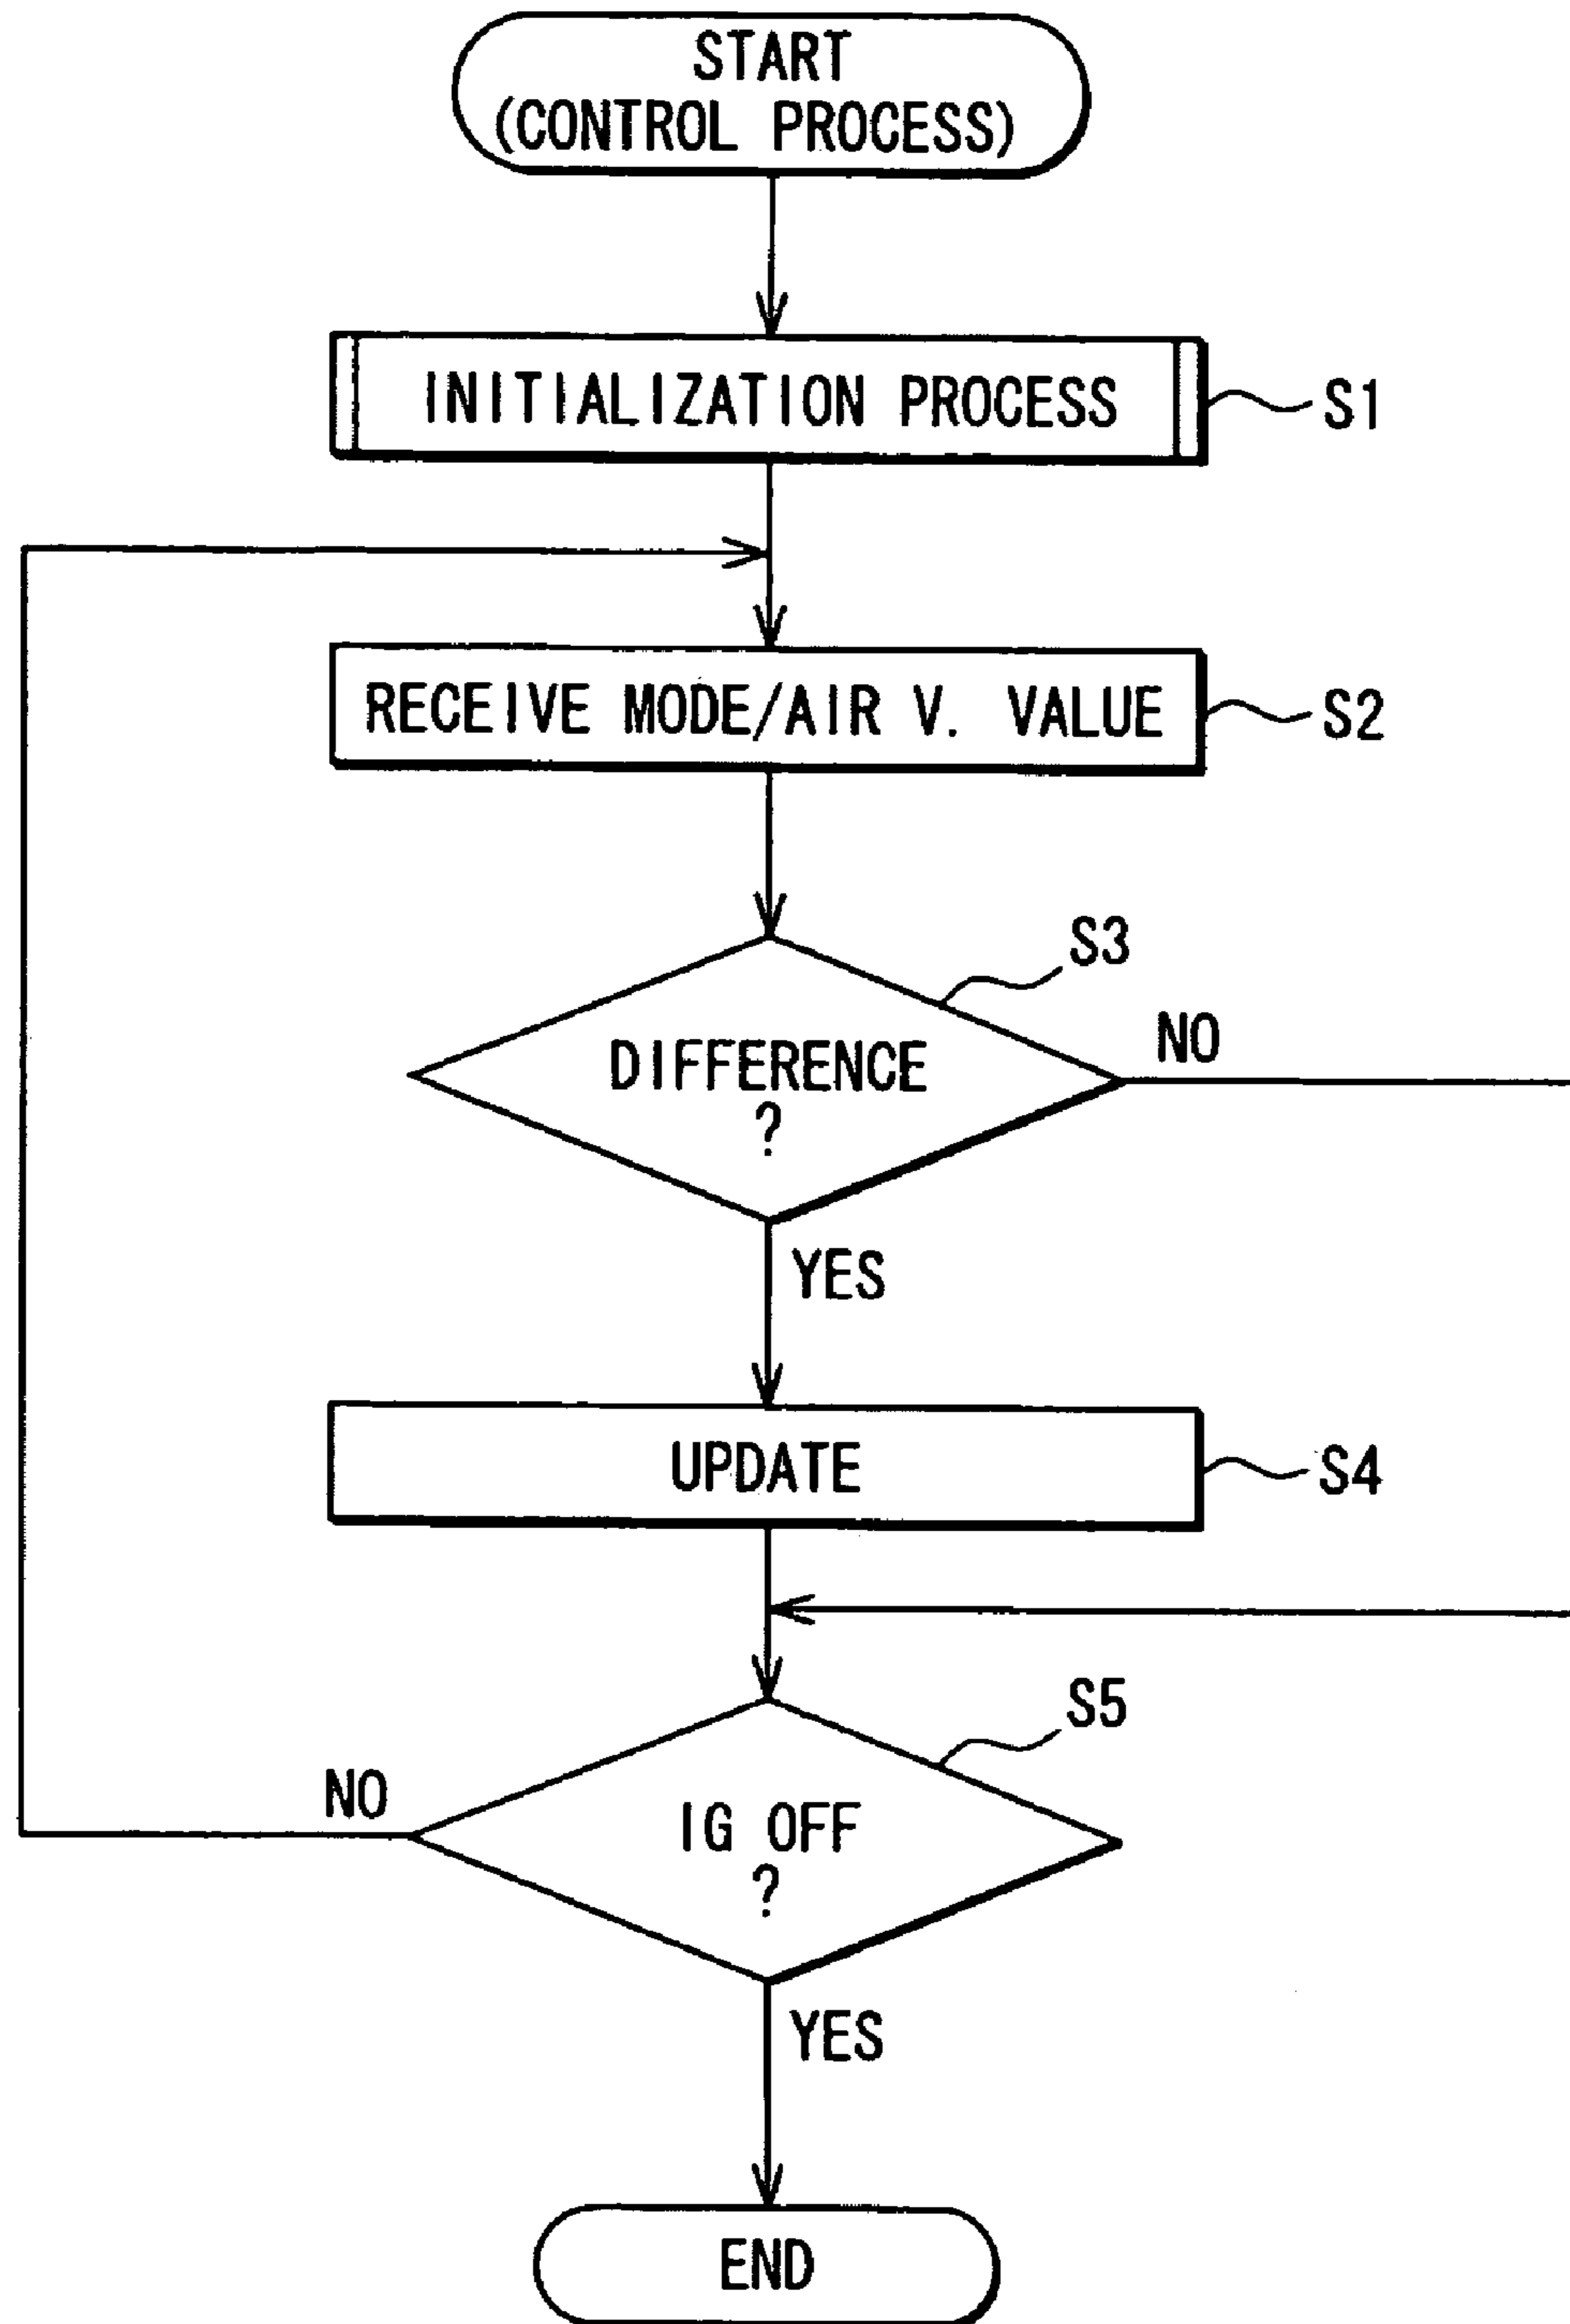 START
(CONTROL PROCESS)
INITIALIZATION PROCESS
S1
RECEIVE MODE/AIR V. VALUE
S2
S3
DIFFERENCE
?
NO
YES
UPDATE
S4
S5
NO
IG OFF
?
YES
END